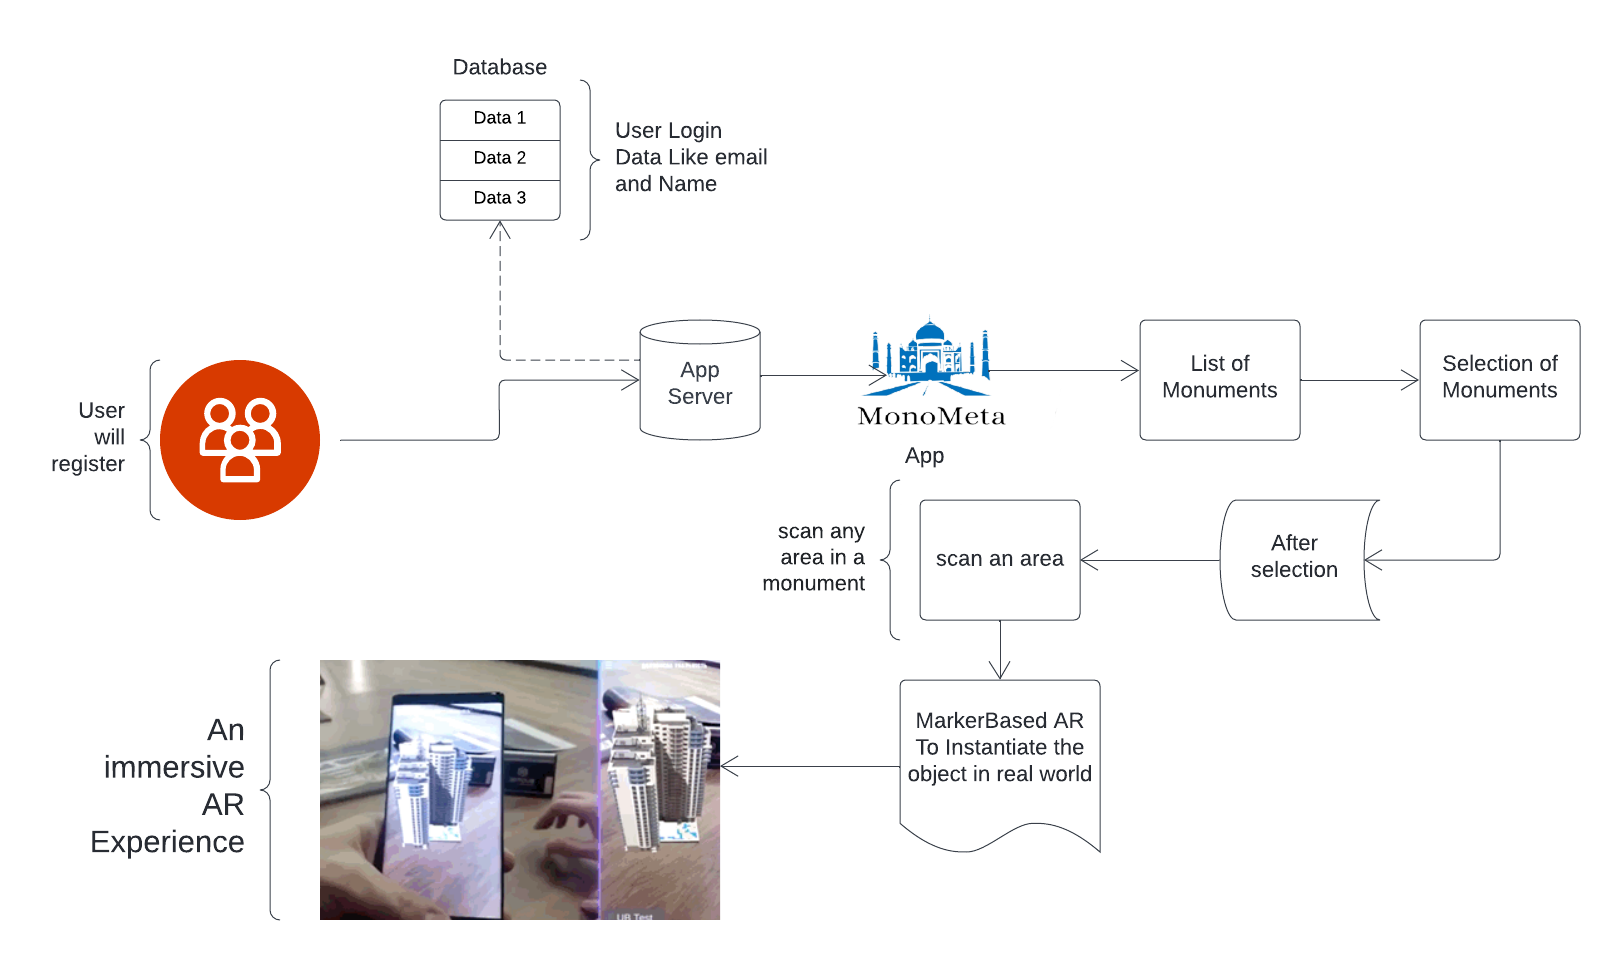 Database
Data 1
Data 2
Data 3
User Login
Data Like email
and Name
User
will
register
App
Server
MonoMeta
App
List of
Monuments
Selection of
Monuments
After
selection
scan an area
scan any
area in a
monument
MarkerBased AR
To Instantiate the
object in real world
An
immersive
AR
Experience
UB Test